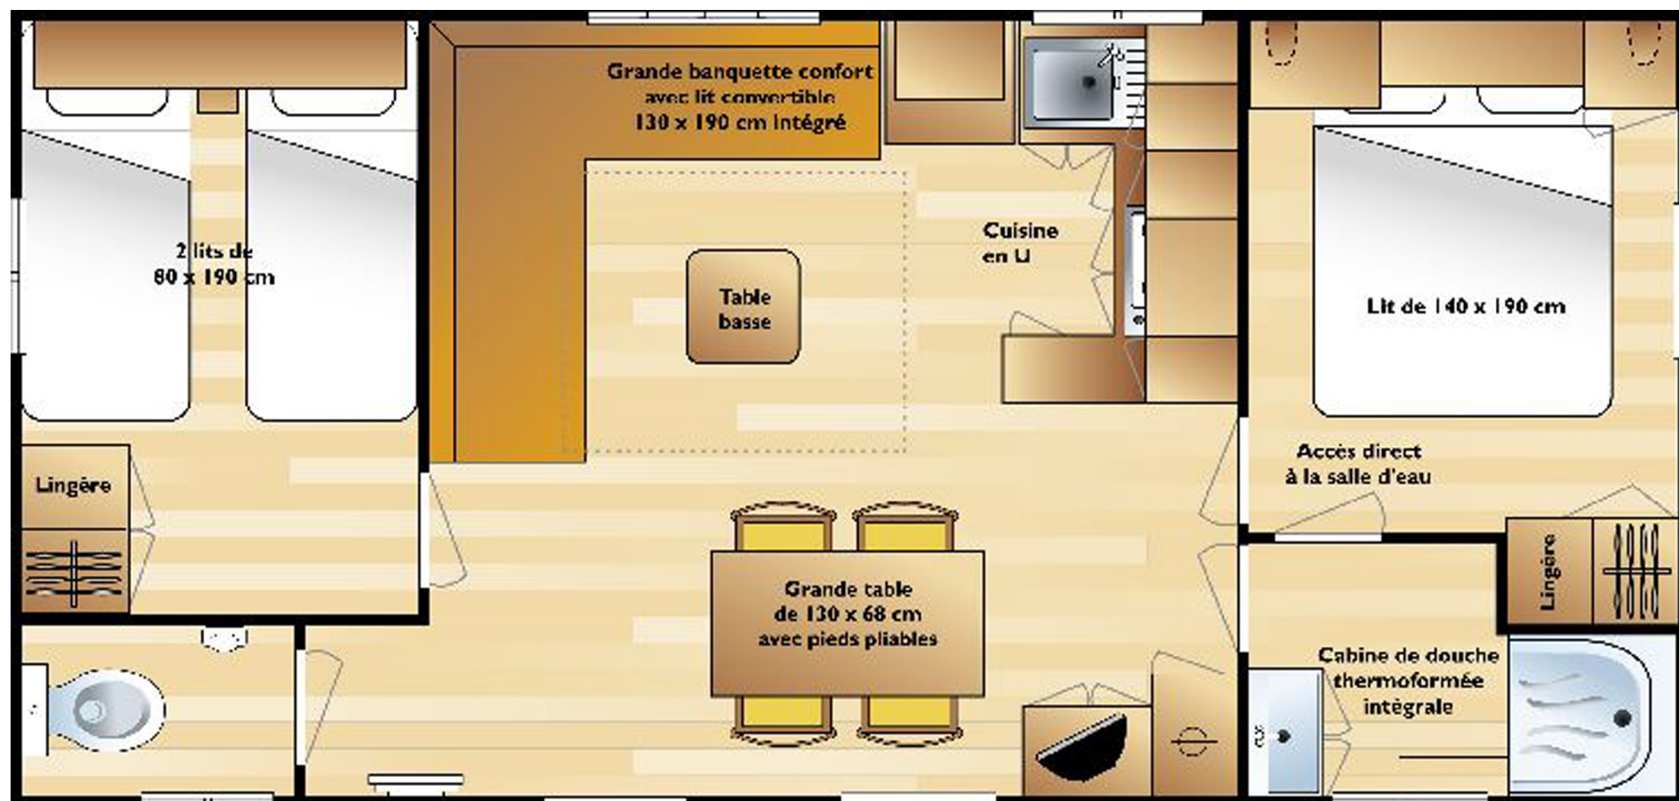 Grande banquette confort
avec lit convertible
130 x 190 cm intégré
2 lits de
80 x 190 cm
Cuisine
en U
Table
basse
Lit de 140 x 190 cm
Accès direct
à la salle d'eau
Lingère
Lingère
Grande table
de 130 x 68 cm
avec pieds pliables
Cabine de douche
thermoformée
intégrale